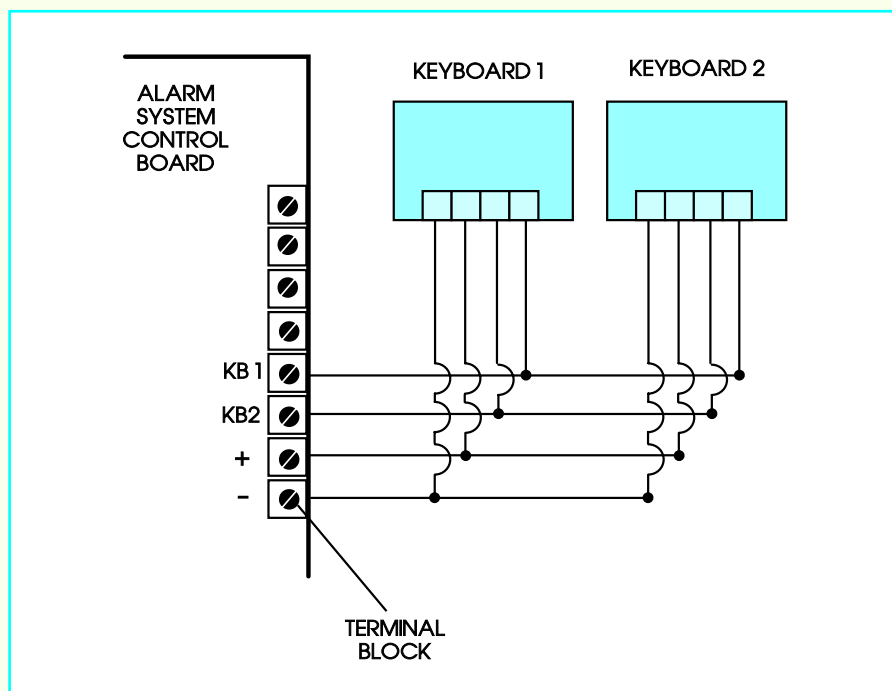 KEYBOARD 1
KEYBOARD 2
ALARM
SYSTEM
CONTROL
BOARD
KB 1
KB2
+
-
TERMINAL
BLOCK